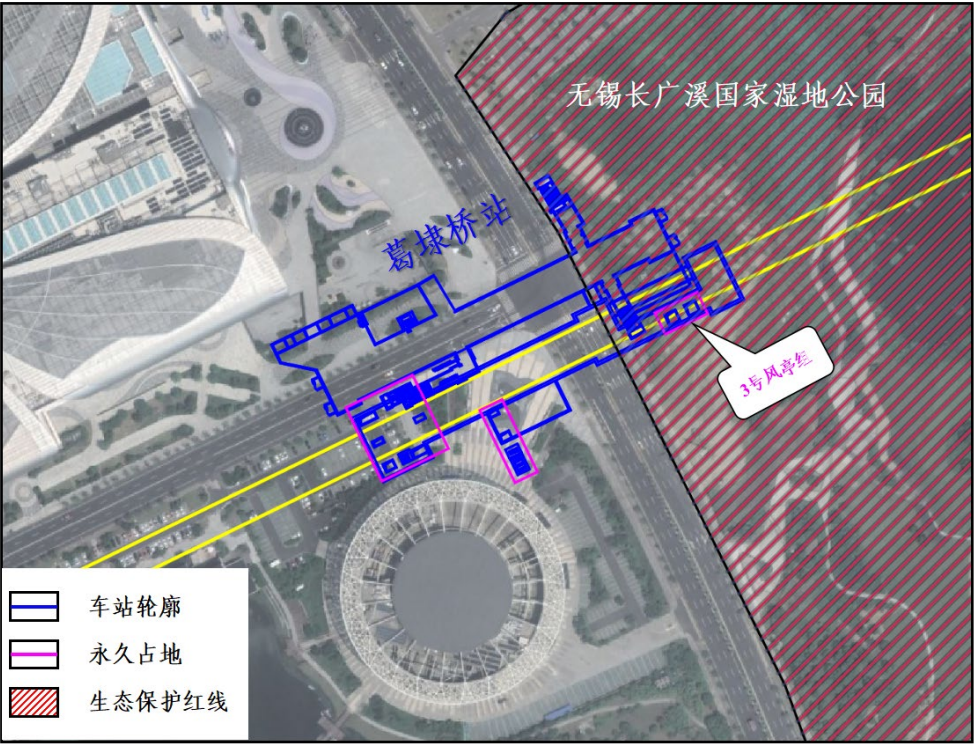 无锡长广溪国家湿地公园
葛埭桥站
3号风亭组
车站轮廓
永久占地
生态保护红线